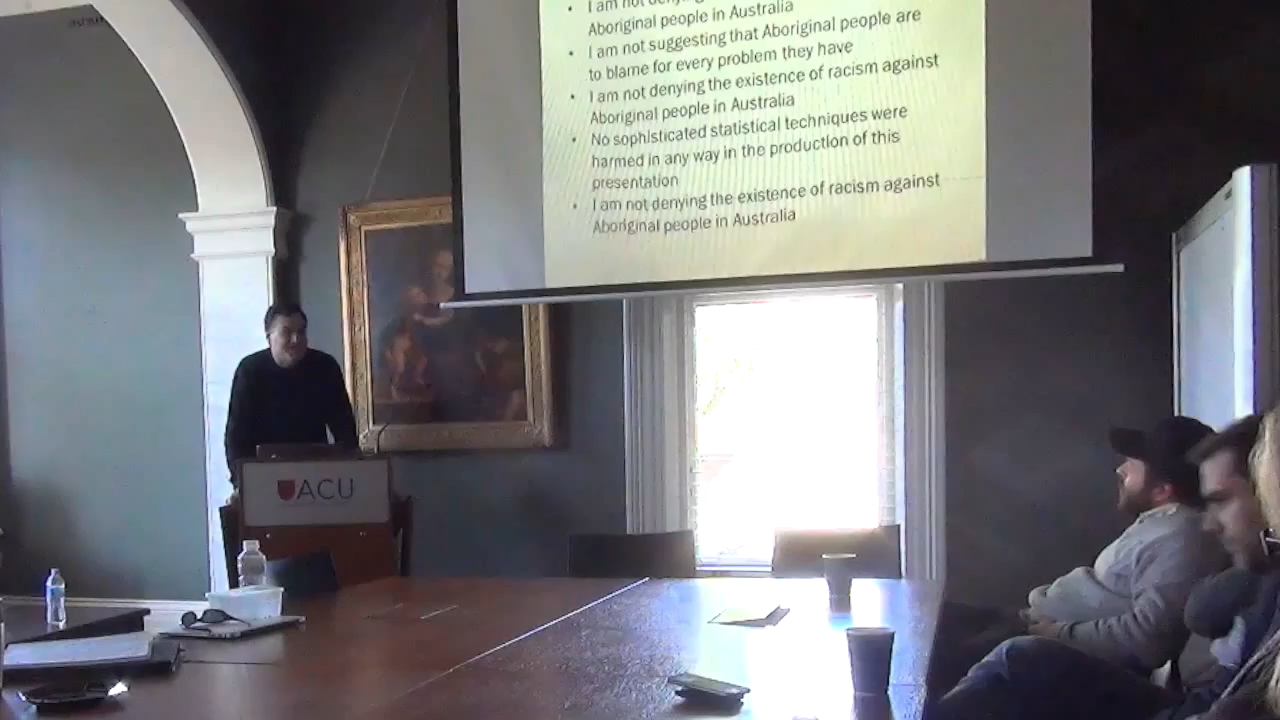 • I am not denying
Aboriginal people in Australia
• I am not suggesting that Aboriginal people are
to blame for every problem they have
• I am not denying the existence of racism against
Aboriginal people in Australia
• No sophisticated statistical techniques were
harmed in any way in the production of this
presentation
• I am not denying the existence of racism against
Aboriginal people in Australia
ACU